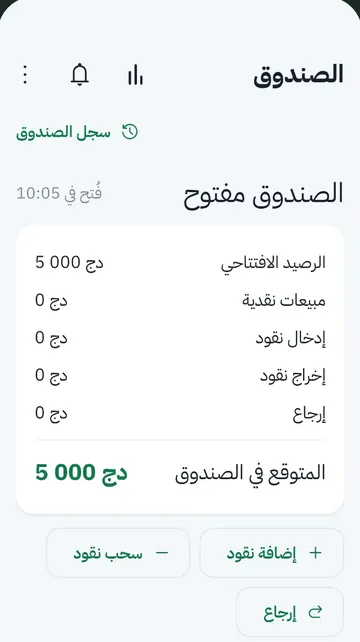 الصندوق
سجل الصندوق
الصندوق مفتوح
فُتح في 10:05
الرصيد الافتتاحي 5 000 دج
مبيعات نقدية 0 دج
إدخال نقود 0 دج
إخراج نقود 0 دج
إرجاع 0 دج
المتوقع في الصندوق 5 000 دج
إضافة نقود
سحب نقود
إرجاع